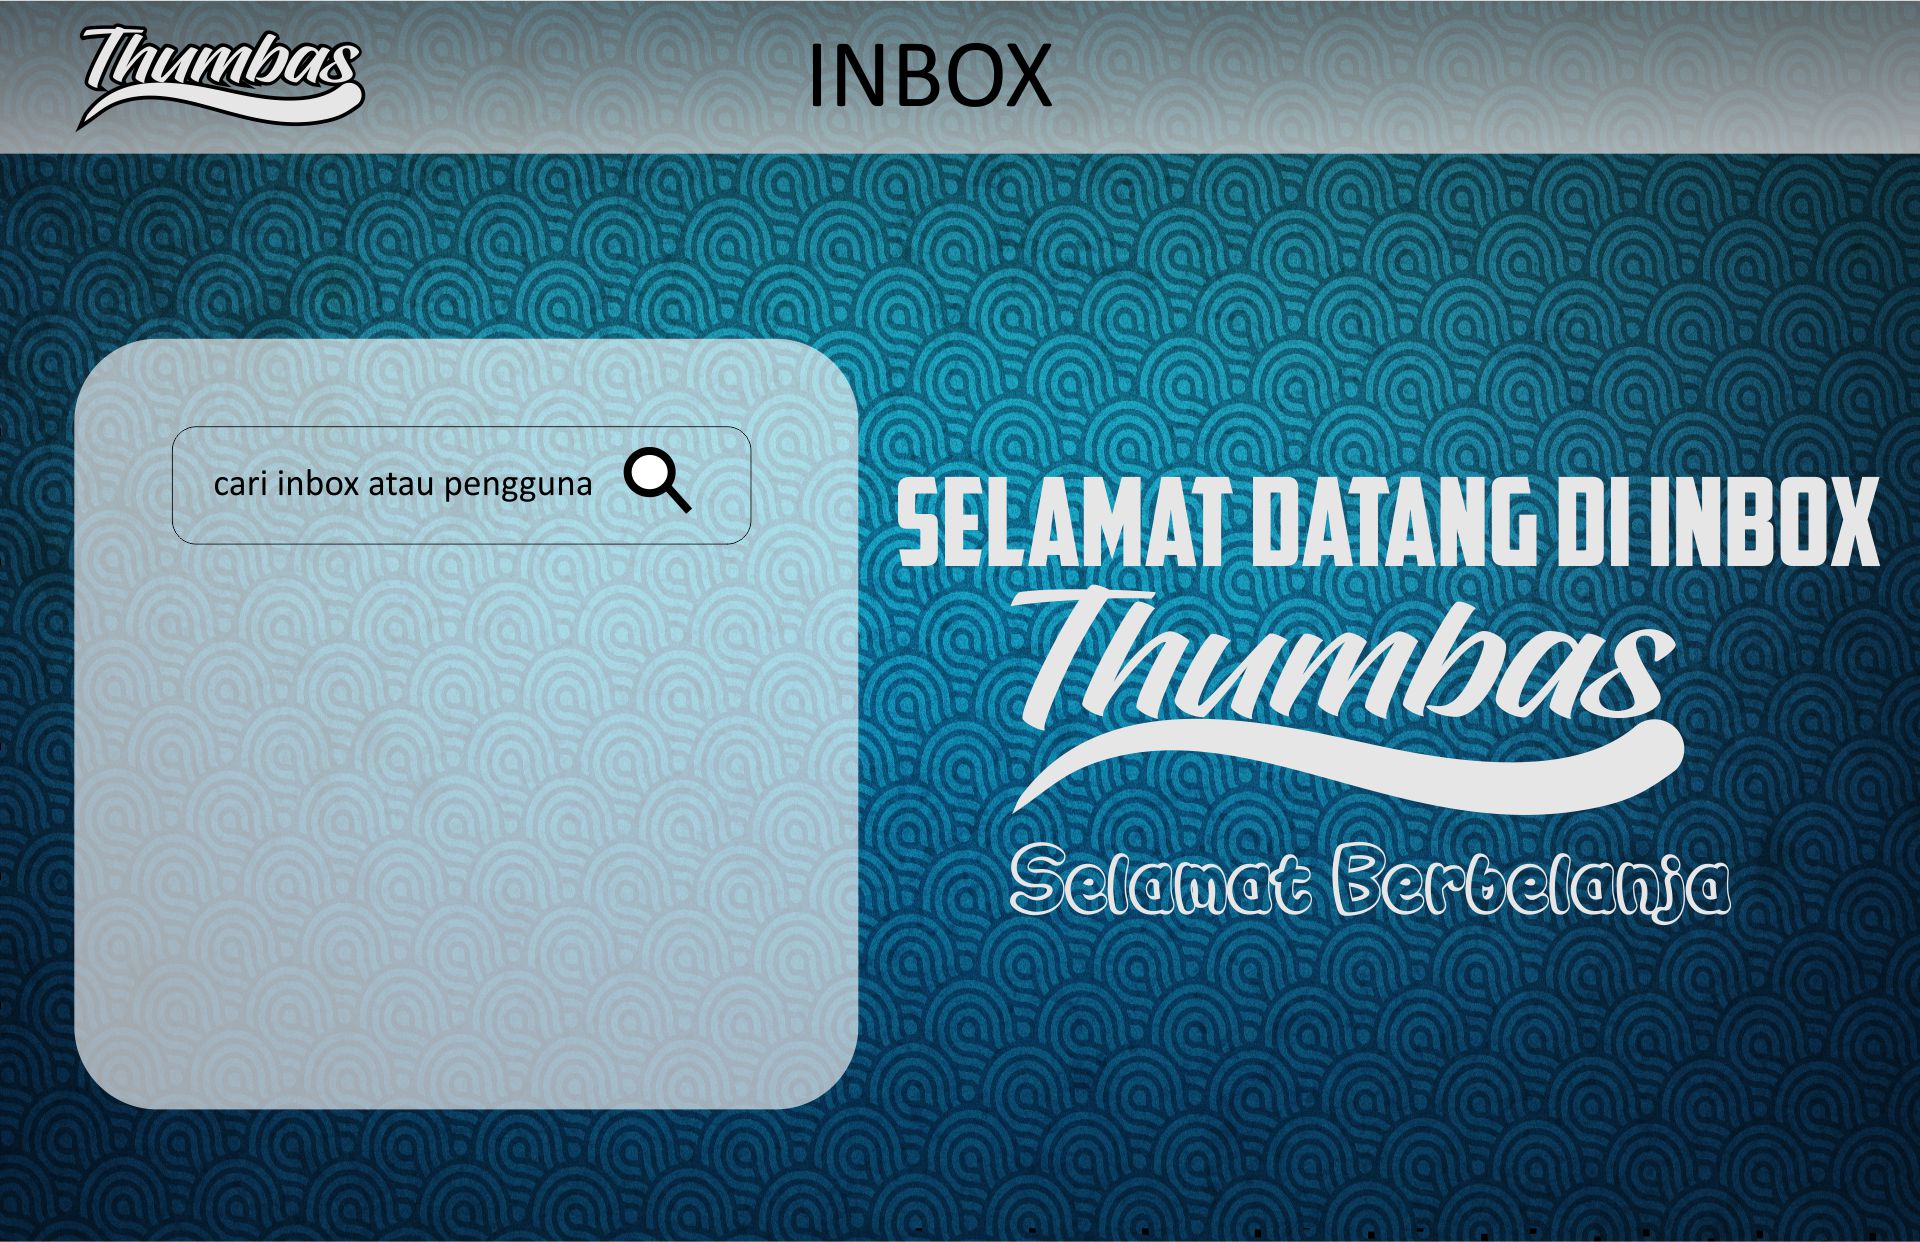 Thumbas
INBOX
cari inbox atau pengguna
SELAMAT DATANG DI INBOX
Thumbas
Selamat Berbelanja